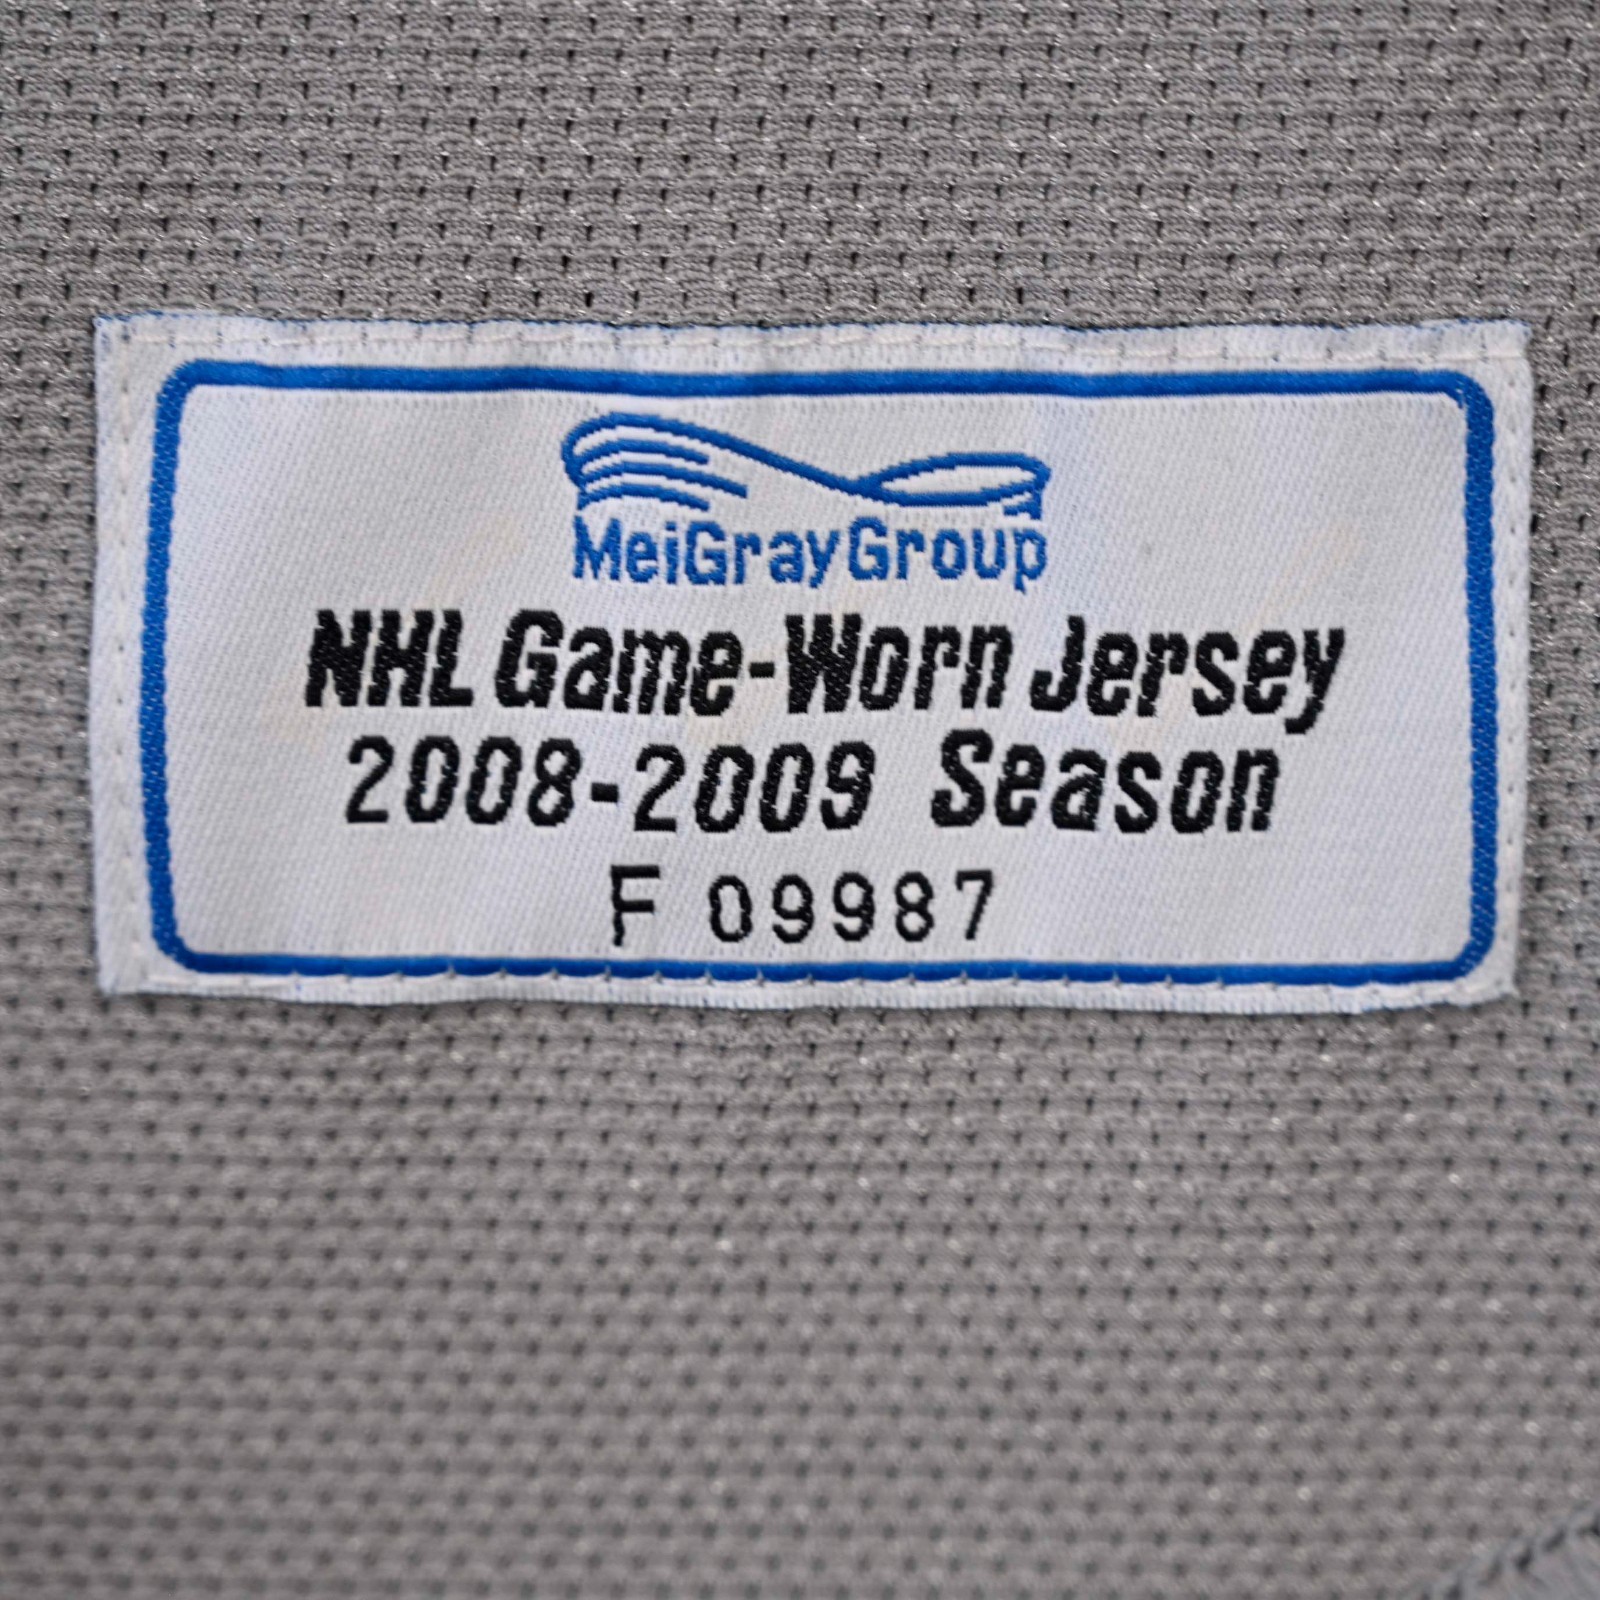 MeiGrayGroup
NHL Game-Worn Jersey
2008-2009 Season
F 09987